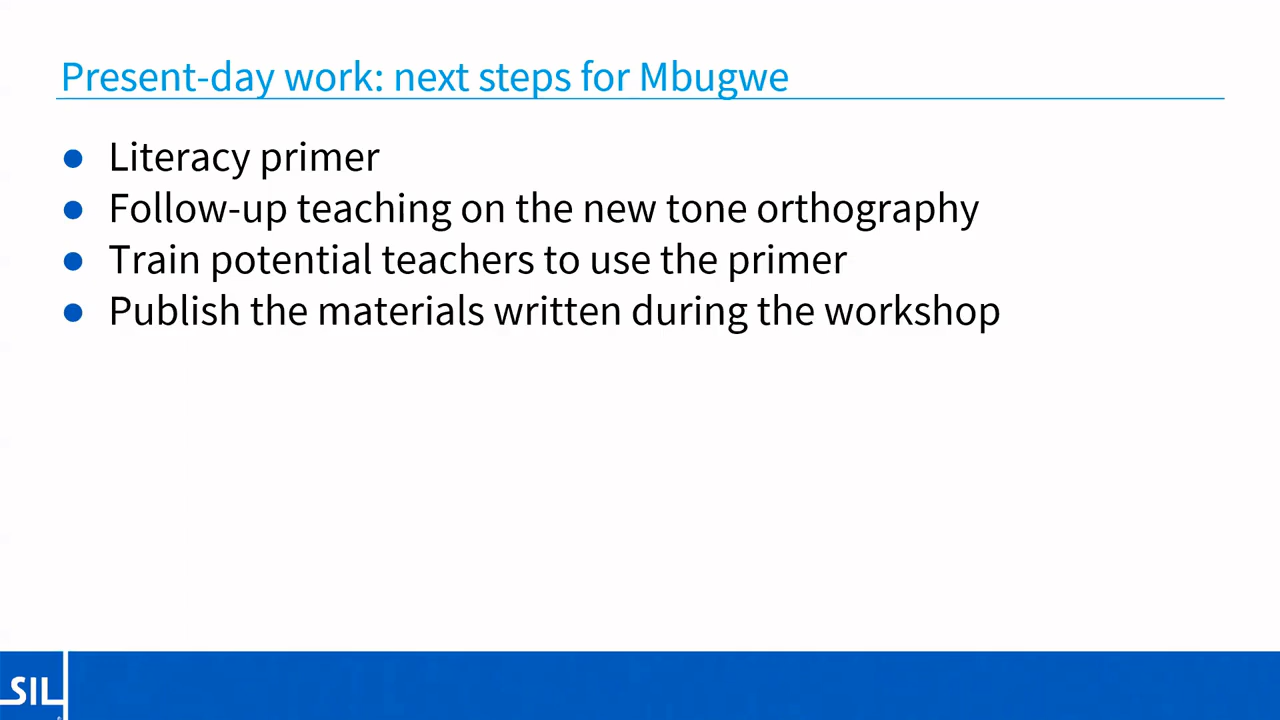 Present-day work: next steps for Mbugwe
● Literacy primer
● Follow-up teaching on the new tone orthography
● Train potential teachers to use the primer
● Publish the materials written during the workshop
SIL